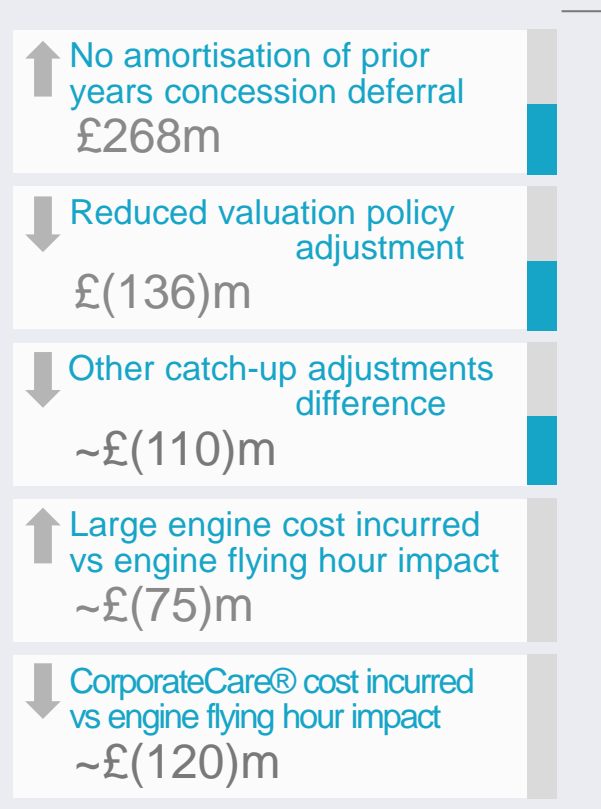 No amortisation of prior
years concession deferral
£268m
Reduced valuation policy
adjustment
£(136)m
Other catch-up adjustments
difference
~£(110)m
Large engine cost incurred
vs engine flying hour impact
~£(75)m
CorporateCare® cost incurred
vs engine flying hour impact
~£(120)m